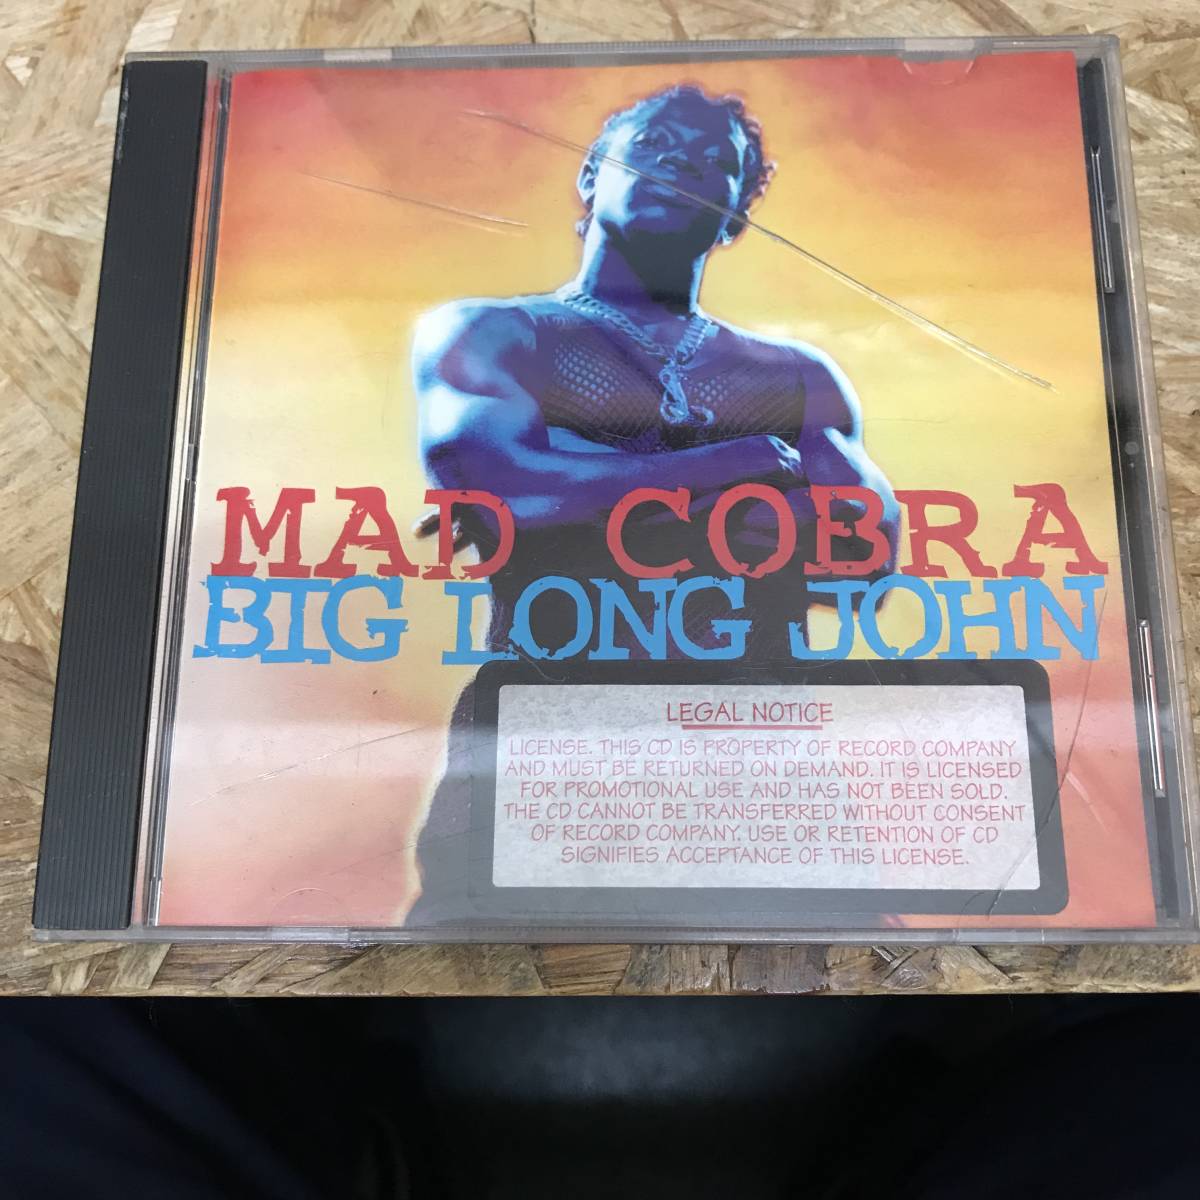 MAD COBRA
BIG LONG JOHN
LEGAL NOTICE
LICENSE. THIS CD IS PROPERTY OF RECORD COMPANY
AND MUST BE RETURNED ON DEMAND. IT IS LICENSED
FOR PROMOTIONAL USE AND HAS NOT BEEN SOLD.
THE CD CANNOT BE TRANSFERRED WITHOUT CONSENT
OF RECORD COMPANY. USE OR RETENTION OF CD
SIGNIFIES ACCEPTANCE OF THIS LICENSE.